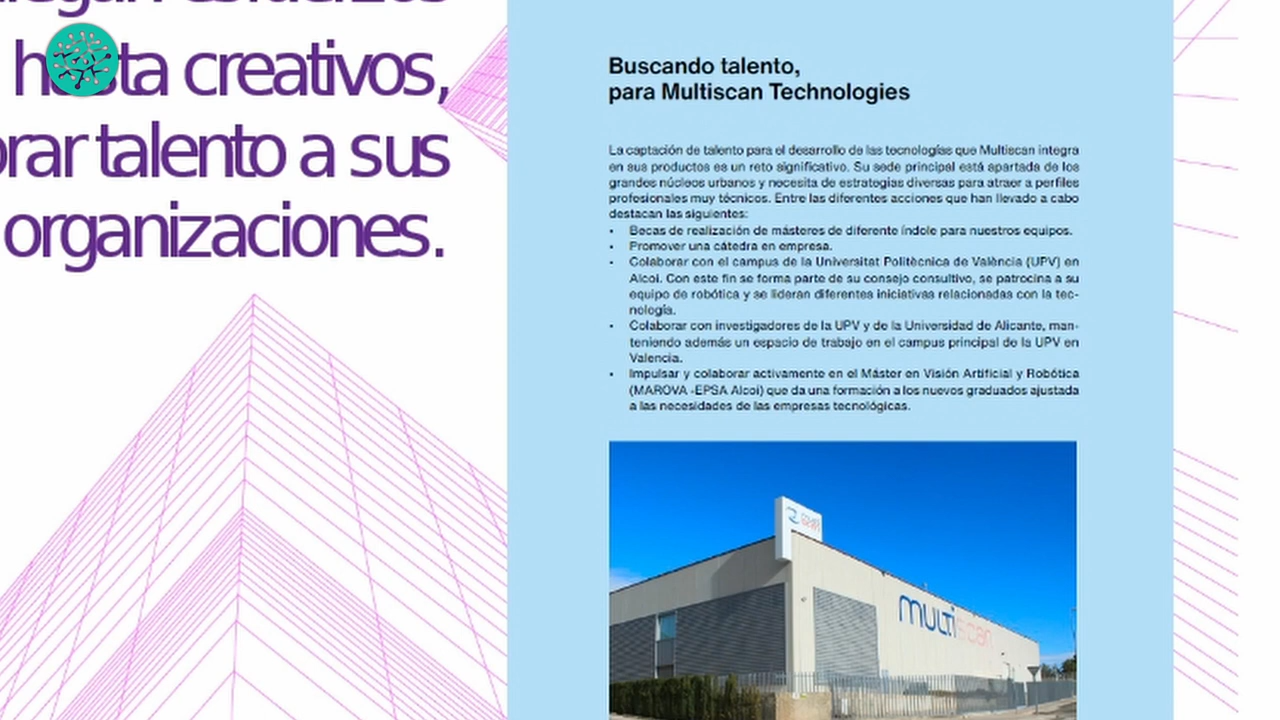 creativos,
talento a sus
organizaciones.
Buscando talento,
para Multiscan Technologies
La captación de talento para el desarrollo de las tecnologías que Multiscan integra
en sus productos es un reto significativo. Su sede principal está apartada de los
grandes núcleos urbanos y necesita de estrategias diversas para atraer a perfiles
profesionales muy técnicos. Entre las diferentes acciones que han llevado a cabo
destacan las siguientes:
• Becas de realización de másteres de diferente índole para nuestros equipos.
• Promover una cátedra en empresa.
• Colaborar con el campus de la Universitat Politècnica de València (UPV) en
Alcoi. Con este fin se forma parte de su consejo consultivo, se patrocina a su
equipo de robótica y se lideran diferentes iniciativas relacionadas con la tec-
nología.
• Colaborar con investigadores de la UPV y de la Universidad de Alicante, man-
teniendo además un espacio de trabajo en el campus principal de la UPV en
Valencia.
• Impulsar y colaborar activamente en el Máster en Visión Artificial y Robótica
(MAROVA -EPSA Alcoi) que da una formación a los nuevos graduados ajustada
a las necesidades de las empresas tecnológicas.
multiscan